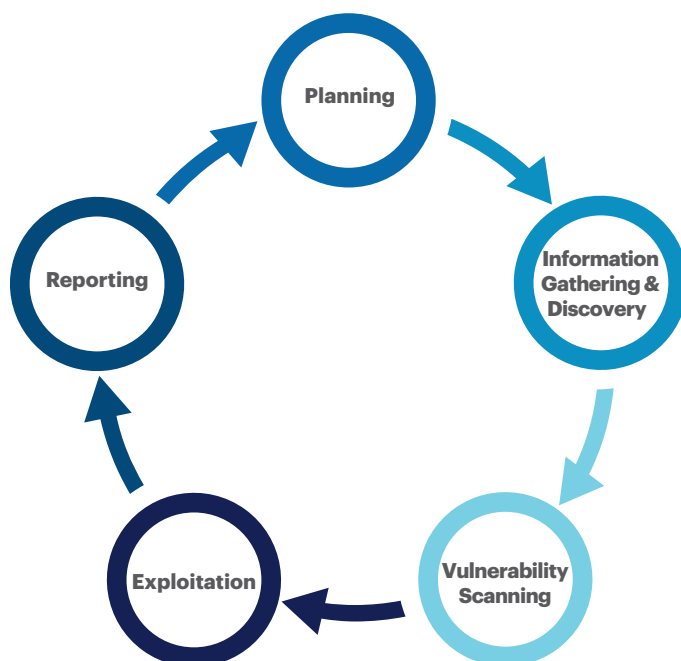 Planning
Information
Gathering &
Discovery
Vulnerability
Scanning
Exploitation
Reporting